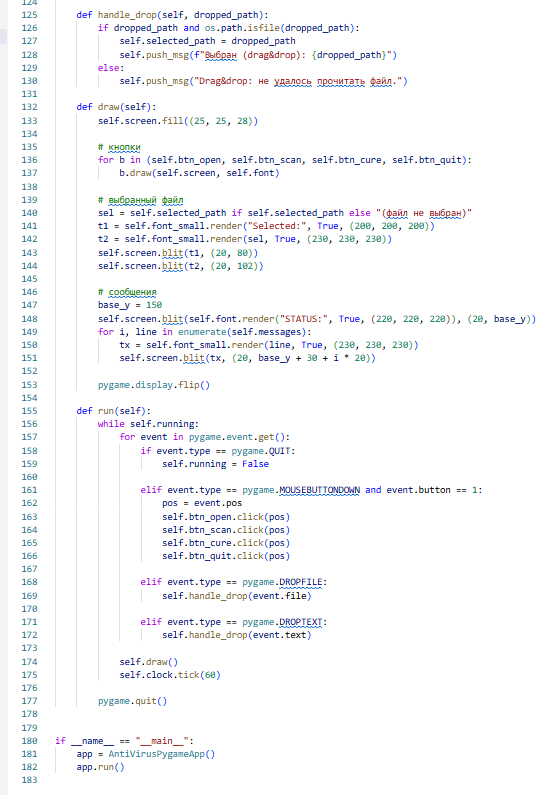 124
125 def handle_drop(self, dropped_path):
126 if dropped_path and os.path.isfile(dropped_path):
127 self.selected_path = dropped_path
128 self.push_msg(f"Выбран (drag&drop): {dropped_path}")
129 else:
130 self.push_msg("Drag&drop: не удалось прочитать файл.")
131
132 def draw(self):
133 self.screen.fill((25, 25, 28))
134
135 # кнопки
136 for b in (self.btn_open, self.btn_scan, self.btn_cure, self.btn_quit):
137 b.draw(self.screen, self.font)
138
139 # выбранный файл
140 sel = self.selected_path if self.selected_path else "(файл не выбран)"
141 t1 = self.font_small.render("Selected:", True, (200, 200, 200))
142 t2 = self.font_small.render(sel, True, (230, 230, 230))
143 self.screen.blit(t1, (20, 80))
144 self.screen.blit(t2, (20, 102))
145
146 # сообщения
147 base_y = 150
148 self.screen.blit(self.font.render("STATUS:", True, (220, 220, 220)), (20, base_y))
149 for i, line in enumerate(self.messages):
150 tx = self.font_small.render(line, True, (230, 230, 230))
151 self.screen.blit(tx, (20, base_y + 30 + i * 20))
152
153 pygame.display.flip()
154
155 def run(self):
156 while self.running:
157 for event in pygame.event.get():
158 if event.type == pygame.QUIT:
159 self.running = False
160
161 elif event.type == pygame.MOUSEBUTTONDOWN and event.button == 1:
162 pos = event.pos
163 self.btn_open.click(pos)
164 self.btn_scan.click(pos)
165 self.btn_cure.click(pos)
166 self.btn_quit.click(pos)
167
168 elif event.type == pygame.DROPFILE:
169 self.handle_drop(event.file)
170
171 elif event.type == pygame.DROPTEXT:
172 self.handle_drop(event.text)
173
174 self.draw()
175 self.clock.tick(60)
176
177 pygame.quit()
178
179
180 if __name__ == "__main__":
181 app = AntiVirusPygameApp()
182 app.run()
183